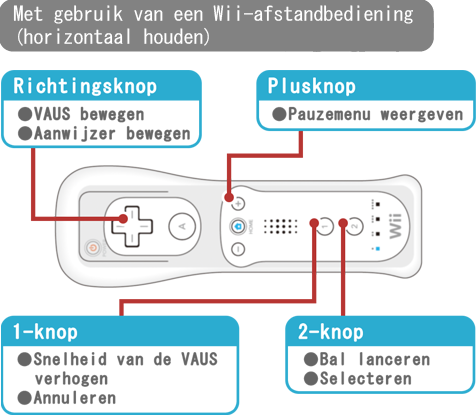 Met gebruik van een Wii-afstandbediening
(horizontaal houden)
Richtingsknop
●VAUS bewegen
●Aanwijzer bewegen
Plusknop
●Pauzemenu weergeven
A
HOME
1
2
Wii
1-knop
●Snelheid van de VAUS
verhogen
●Annuleren
2-knop
●Bal lanceren
●Selecteren